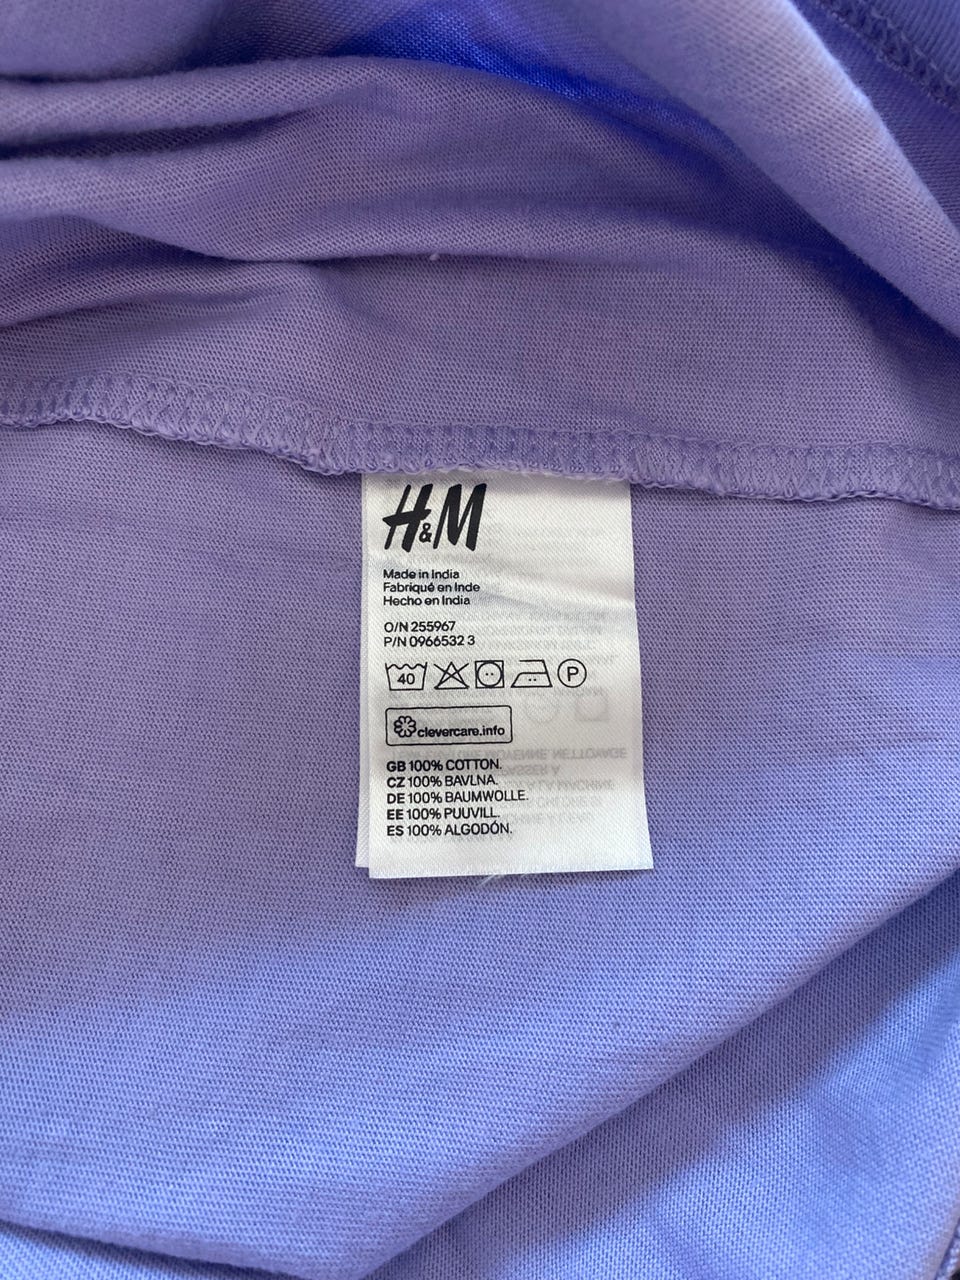 H&M
Made in India
Fabriqué en Inde
Hecho en India
O/N 255967
P/N 0966532 3
40 P
clevercare.info
GB 100% COTTON.
CZ 100% BAVLNA.
DE 100% BAUMWOLLE.
EE 100% PUUVILL.
ES 100% ALGODÓN.